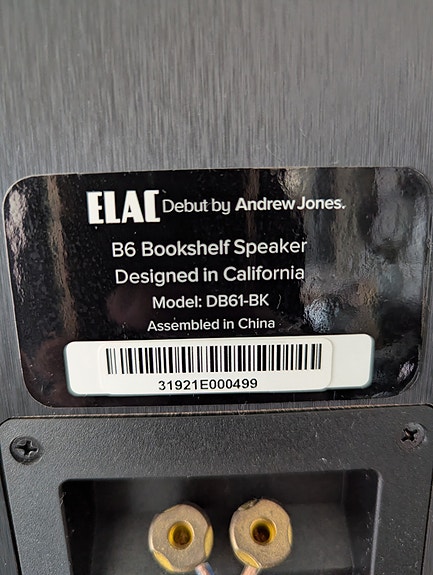 ELAC Debut by Andrew Jones.
B6 Bookshelf Speaker
Designed in California
Model: DB61-BK
Assembled in China
31921E000499